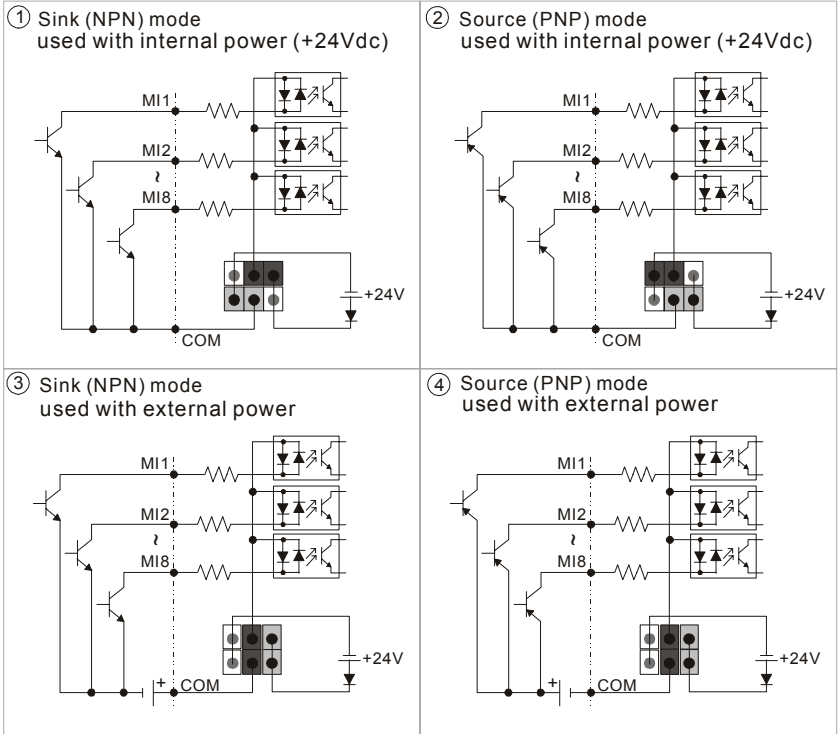 ① Sink (NPN) mode
used with internal power (+24Vdc)
MI1
MI2
~
MI8
+24V
COM
② Source (PNP) mode
used with internal power (+24Vdc)
MI1
MI2
~
MI8
+24V
COM
③ Sink (NPN) mode
used with external power
MI1
MI2
~
MI8
+24V
+
COM
④ Source (PNP) mode
used with external power
MI1
MI2
~
MI8
+24V
+
COM